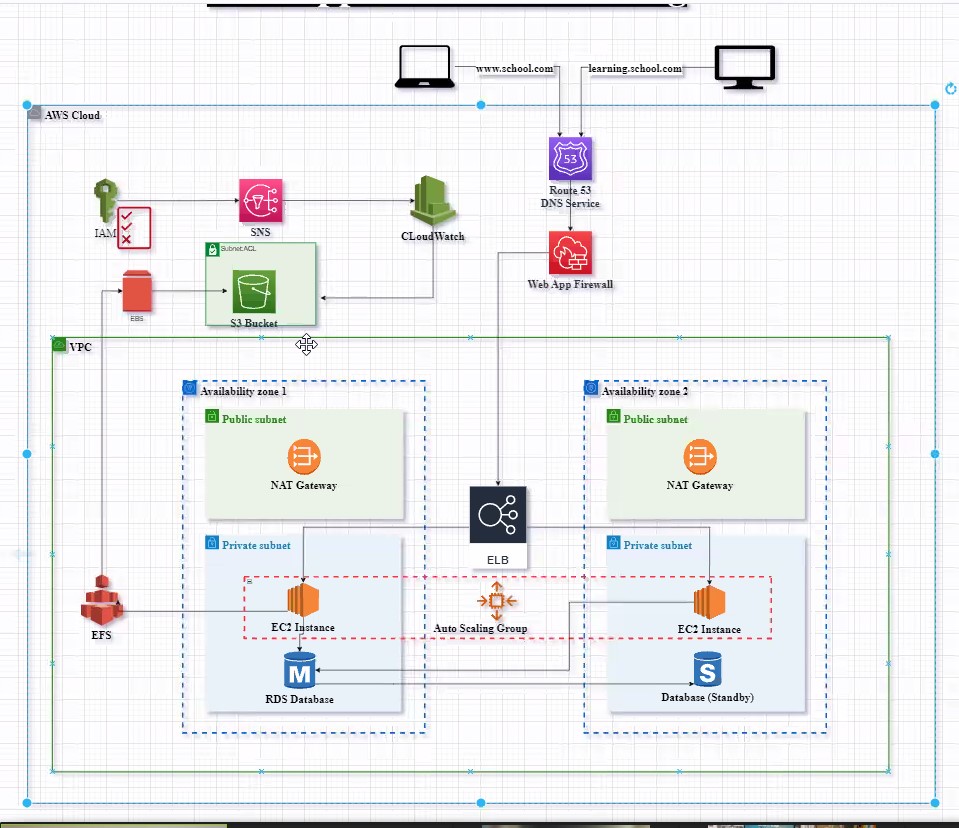 www.school.com
learning.school.com
AWS Cloud
53
Route 53
DNS Service
IAM
SNS
CLoudWatch
Web App Firewall
Subnet ACL
EBS
S3 Bucket
VPC
Availability zone 1
Availability zone 2
Public subnet
Public subnet
NAT Gateway
NAT Gateway
ELB
Private subnet
Private subnet
EC2 Instance
Auto Scaling Group
EC2 Instance
EFS
M
S
RDS Database
Database (Standby)